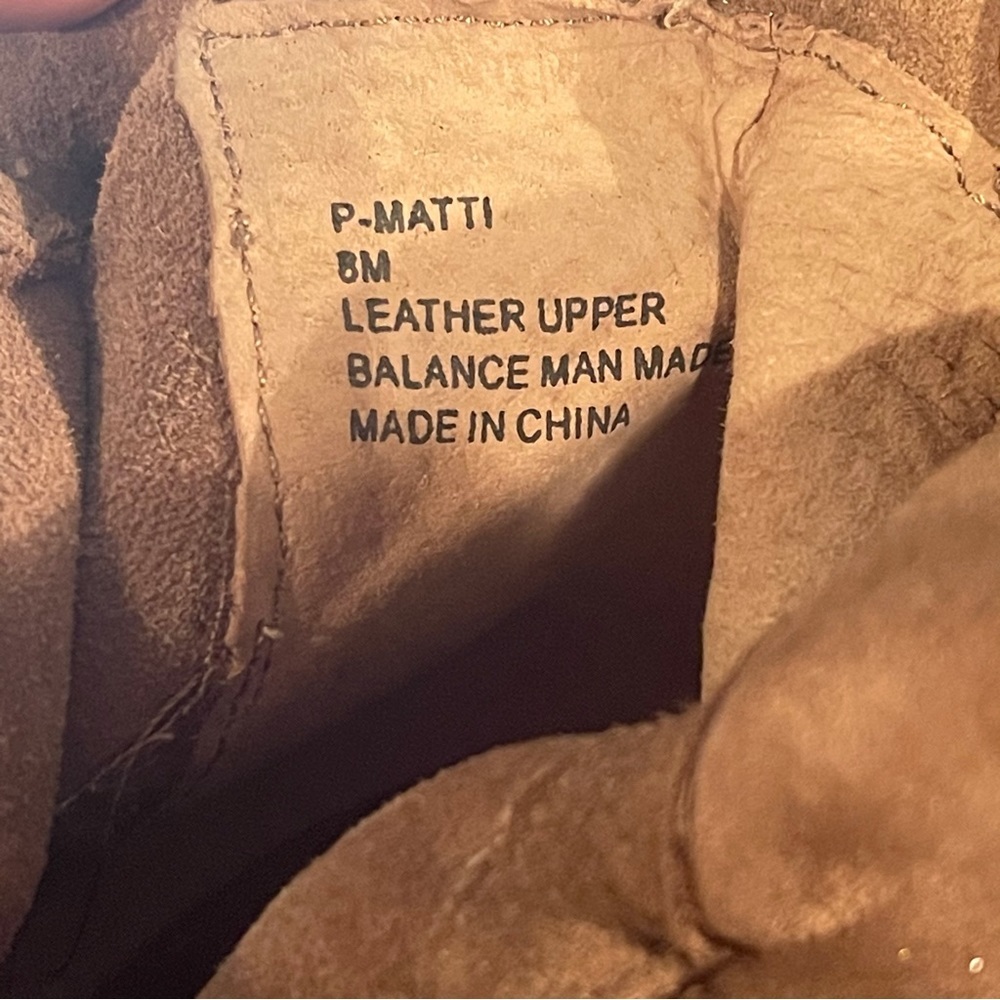 P-MATTI
8M
LEATHER UPPER
BALANCE MAN MADE
MADE IN CHINA